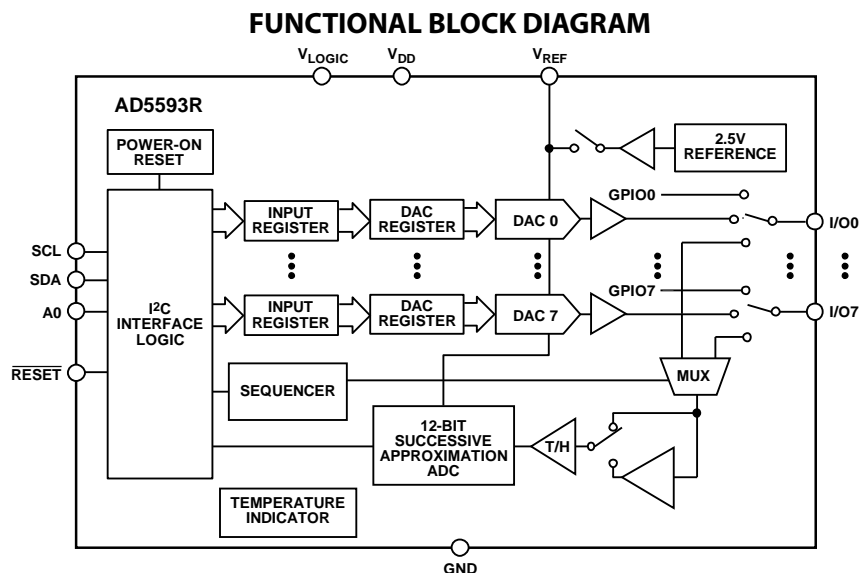 FUNCTIONAL BLOCK DIAGRAM
VLOGIC
VDD
VREF
AD5593R
POWER-ON
RESET
2.5V
REFERENCE
GPIO0
INPUT
REGISTER
DAC
REGISTER
DAC 0
I/O0
SCL
SDA
A0
RESET
I2C
INTERFACE
LOGIC
GPIO7
INPUT
REGISTER
DAC
REGISTER
DAC 7
I/O7
SEQUENCER
MUX
12-BIT
SUCCESSIVE
APPROXIMATION
ADC
T/H
TEMPERATURE
INDICATOR
GND